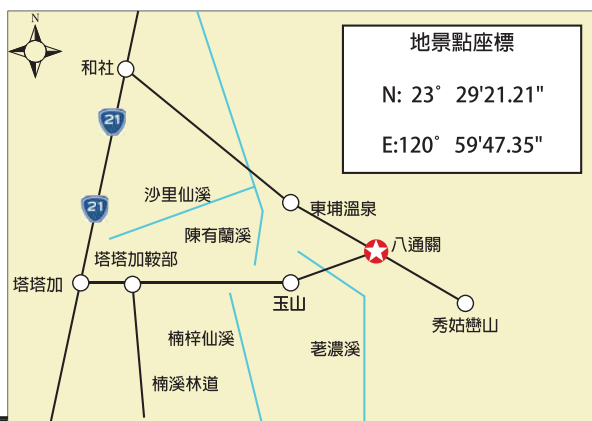 N
地景點座標
N: 23° 29'21.21"
E:120° 59'47.35"
和社
21
沙里仙溪
21
東埔溫泉
陳有蘭溪
八通關
塔塔加鞍部
塔塔加
玉山
秀姑巒山
楠梓仙溪
荖濃溪
楠溪林道